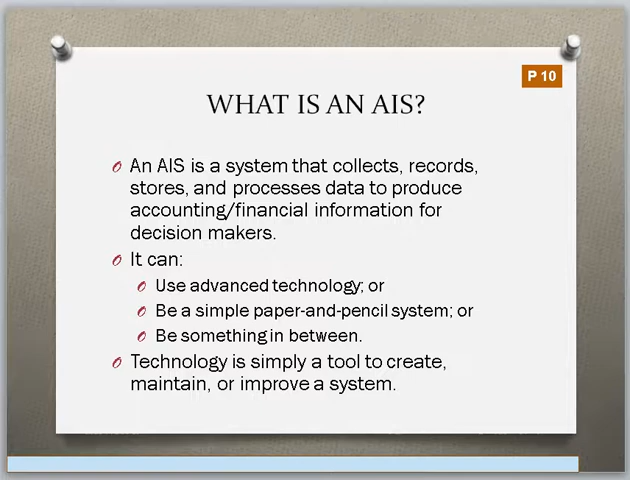 P 10
WHAT IS AN AIS?
An AIS is a system that collects, records,
stores, and processes data to produce
accounting/financial information for
decision makers.
It can:
Use advanced technology; or
Be a simple paper-and-pencil system; or
Be something in between.
Technology is simply a tool to create,
maintain, or improve a system.